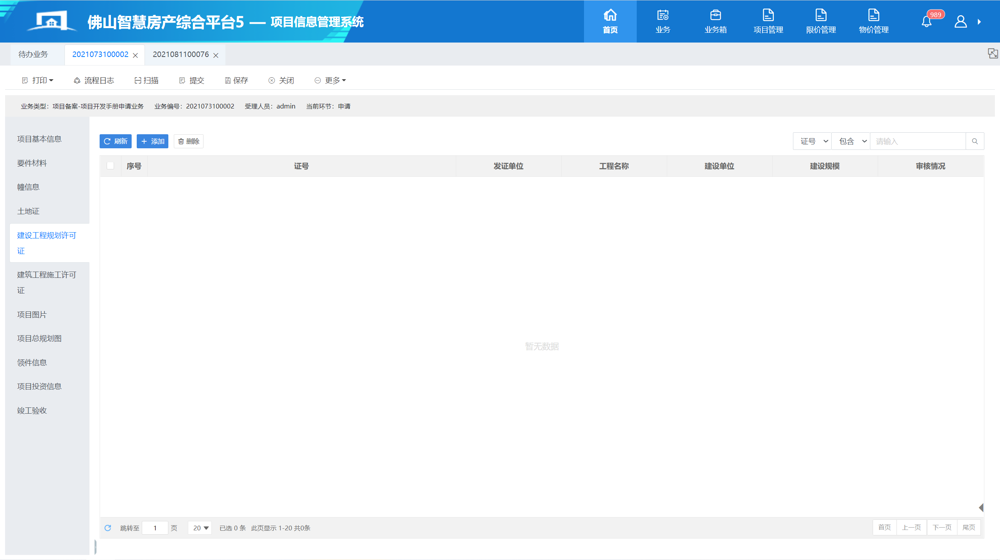 佛山智慧房产综合平台5 — 项目信息管理系统
首页 业务 业务箱 项目管理 限价管理 物价管理 989
待办业务 2021073100002 2021081100076
打印 流程日志 扫描 提交 保存 关闭 更多
业务类型：项目备案-项目开发手册申请业务 业务编号：2021073100002 受理人员：admin 当前环节：申请
项目基本信息
要件材料
幢信息
土地证
建设工程规划许可
证
建筑工程施工许可
证
项目图片
项目总规划图
领件信息
项目投资信息
竣工验收
刷新 添加 删除 证号 包含 请输入
序号 证号 发证单位 工程名称 建设单位 建设规模 审核情况
暂无数据
跳转至 1 页 20 已选 0 条 此页显示 1-20 共0条 首页 上一页 下一页 尾页